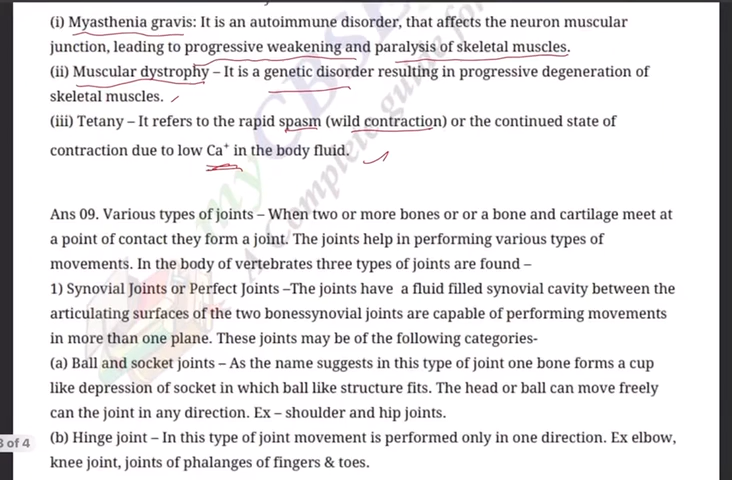 (i) Myasthenia gravis: It is an autoimmune disorder, that affects the neuron muscular
junction, leading to progressive weakening and paralysis of skeletal muscles.
(ii) Muscular dystrophy – It is a genetic disorder resulting in progressive degeneration of
skeletal muscles.
(iii) Tetany – It refers to the rapid spasm (wild contraction) or the continued state of
contraction due to low Ca⁺ in the body fluid.
Ans 09. Various types of joints – When two or more bones or or a bone and cartilage meet at
a point of contact they form a joint. The joints help in performing various types of
movements. In the body of vertebrates three types of joints are found –
1) Synovial Joints or Perfect Joints –The joints have a fluid filled synovial cavity between the
articulating surfaces of the two bonessynovial joints are capable of performing movements
in more than one plane. These joints may be of the following categories-
(a) Ball and socket joints – As the name suggests in this type of joint one bone forms a cup
like depression of socket in which ball like structure fits. The head or ball can move freely
can the joint in any direction. Ex – shoulder and hip joints.
(b) Hinge joint – In this type of joint movement is performed only in one direction. Ex elbow,
3 of 4
knee joint, joints of phalanges of fingers & toes.
myCBSE
A Complete guide for